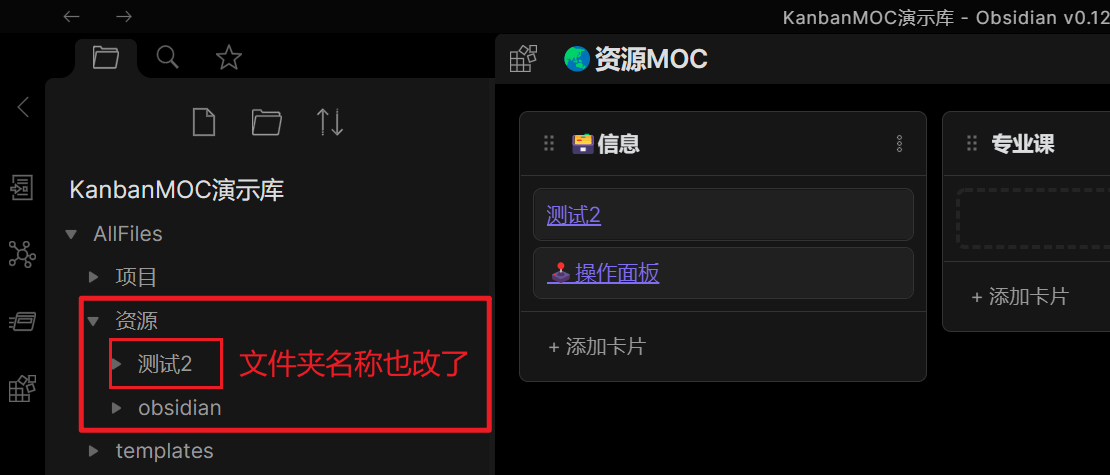 KanbanMOC演示库 - Obsidian v0.12
KanbanMOC演示库
AllFiles
项目
资源
测试2
文件夹名称也改了
obsidian
templates
🌏资源MOC
🗃️信息
测试2
🕹️操作面板
+ 添加卡片
专业课
+ 添加卡片